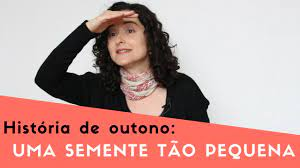 História de outono:
UMA SEMENTE TÃO PEQUENA